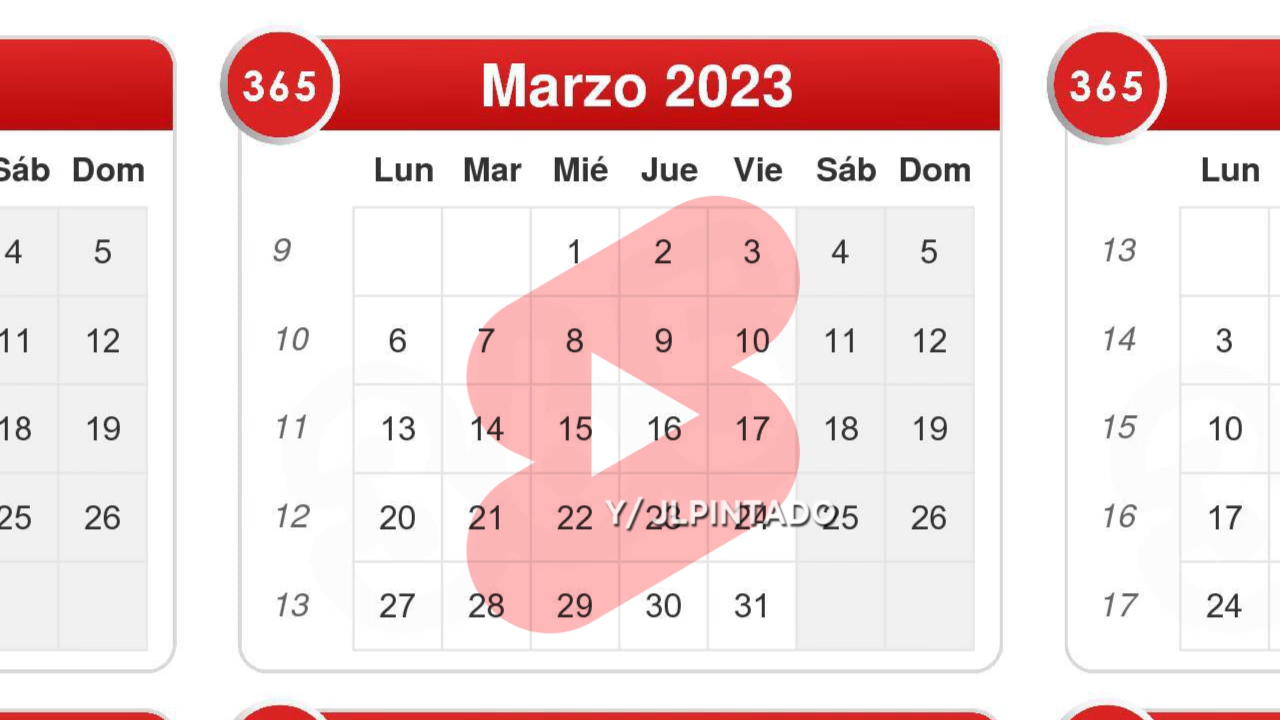 365 Marzo 2023 365
Sáb Dom Lun Mar Mié Jue Vie Sáb Dom Lun
4 5 9 1 2 3 4 5 13
11 12 10 6 7 8 9 10 11 12 14 3
18 19 11 13 14 15 16 17 18 19 15 10
25 26 12 20 21 22 23 24 25 26 16 17
Y/ JLPINTADO
13 27 28 29 30 31 17 24